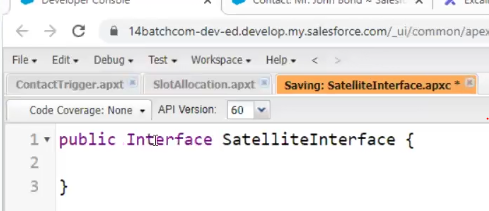 Developer Console
Contact: Mr. John Bond ~ Salesf
Excali
14batchcom-dev-ed.develop.my.salesforce.com/_ui/common/apex
File Edit Debug Test Workspace Help < >
ContactTrigger.apxt SlotAllocation.apxt Saving: SatelliteInterface.apxc *
Code Coverage: None API Version: 60
1 public Interface SatelliteInterface {
2
3 }